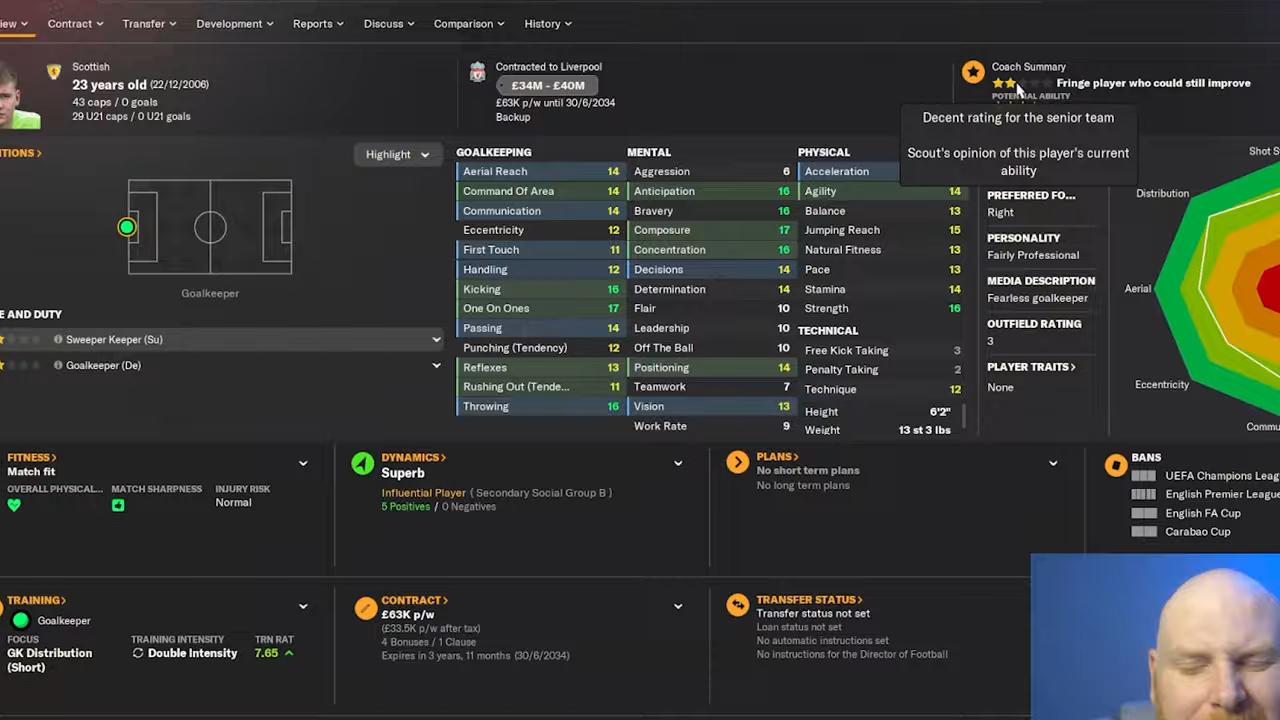 iew
Contract
Transfer
Development
Reports
Discuss
Comparison
History
Scottish
23 years old (22/12/2006)
43 caps / 0 goals
29 U21 caps / 0 U21 goals
Contracted to Liverpool
£34M - £40M
£63K p/w until 30/6/2034
Backup
Coach Summary
Fringe player who could still improve
Decent rating for the senior team
Scout's opinion of this player's current
ability
ITIONS >
Highlight
Goalkeeper
E AND DUTY
Sweeper Keeper (Su)
Goalkeeper (De)
GOALKEEPING
Aerial Reach 14
Command Of Area 14
Communication 14
Eccentricity 12
First Touch 11
Handling 12
Kicking 16
One On Ones 17
Passing 14
Punching (Tendency) 12
Reflexes 13
Rushing Out (Tende... 11
Throwing 16
MENTAL
Aggression 6
Anticipation 16
Bravery 16
Composure 17
Concentration 16
Decisions 14
Determination 14
Flair 10
Leadership 10
Off The Ball 10
Positioning 14
Teamwork 7
Vision 13
Work Rate 9
PHYSICAL
Acceleration
Agility 14
Balance 13
Jumping Reach 15
Natural Fitness 13
Pace 13
Stamina 14
Strength 16
TECHNICAL
Free Kick Taking 3
Penalty Taking 2
Technique 12
Height 6'2"
Weight 13 st 3 lbs
PREFERRED FO...
Right
PERSONALITY
Fairly Professional
MEDIA DESCRIPTION
Fearless goalkeeper
OUTFIELD RATING
3
PLAYER TRAITS >
None
Shot S
Distribution
Aerial
Eccentricity
Commu
FITNESS >
Match fit
OVERALL PHYSICAL...
MATCH SHARPNESS
INJURY RISK
Normal
DYNAMICS >
Superb
Influential Player ( Secondary Social Group B )
5 Positives / 0 Negatives
PLANS >
No short term plans
No long term plans
BANS
UEFA Champions Leag
English Premier League
English FA Cup
Carabao Cup
TRAINING >
Goalkeeper
FOCUS
GK Distribution
(Short)
TRAINING INTENSITY
Double Intensity
TRN RAT
7.65
CONTRACT >
£63K p/w
(£33.5K p/w after tax)
4 Bonuses / 1 Clause
Expires in 3 years, 11 months (30/6/2034)
TRANSFER STATUS >
Transfer status not set
Loan status not set
No automatic instructions set
No instructions for the Director of Football